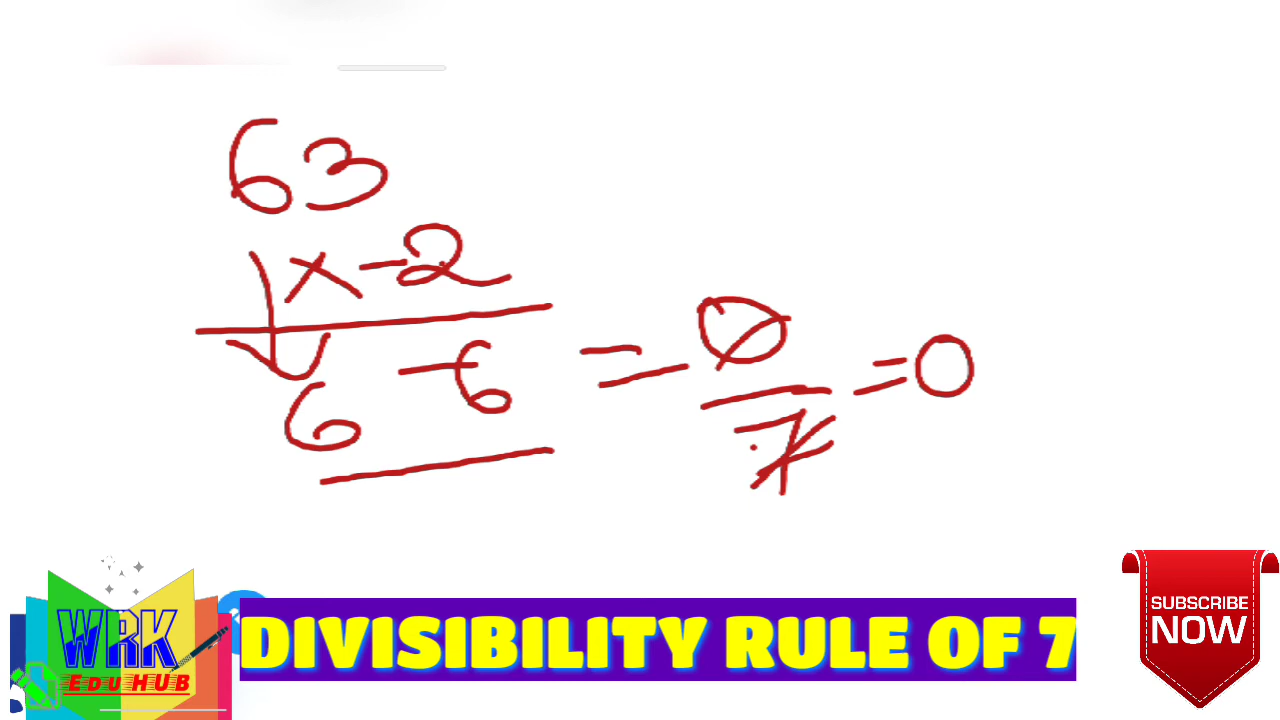 63
x -2
6 -6 = 0/7 = 0
WRK
EDU HUB
DIVISIBILITY RULE OF 7
SUBSCRIBE
NOW